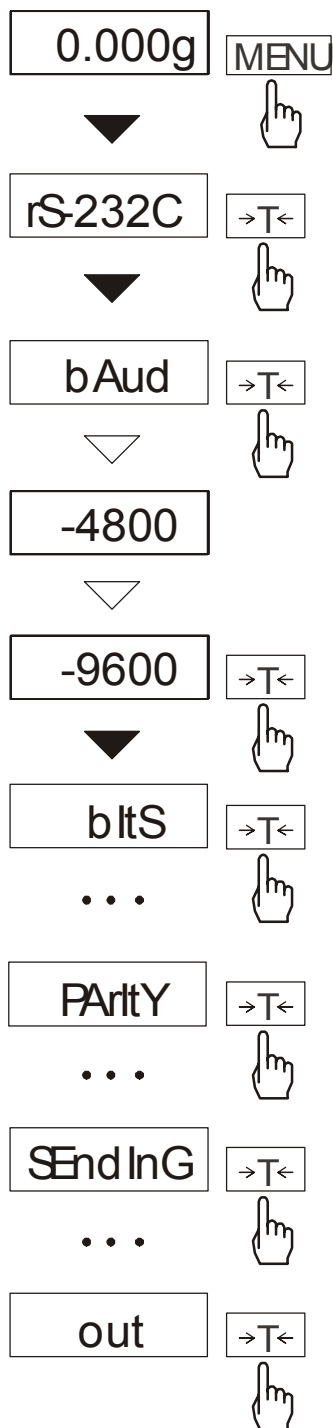 0.000g MENU
rS-232C →T←
bAud →T←
-4800
-9600 →T←
bItS →T←
• • •
PArItY →T←
• • •
SEndInG →T←
• • •
out →T←